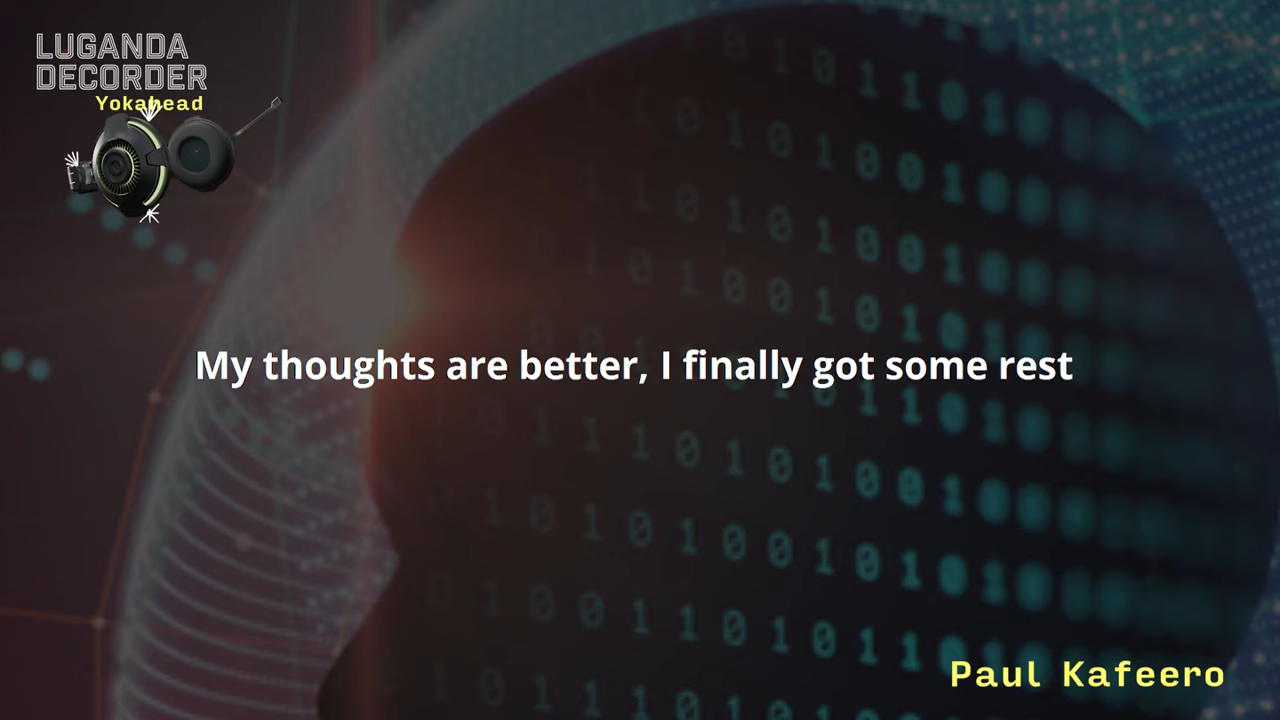 LUGANDA
DECORDER
Yokahead
My thoughts are better, I finally got some rest
Paul Kafeero